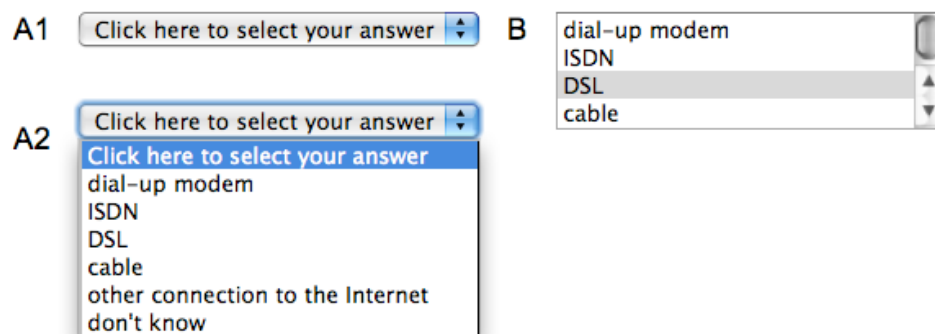 A1 Click here to select your answer
B dial-up modem
ISDN
DSL
cable
A2 Click here to select your answer
Click here to select your answer
dial-up modem
ISDN
DSL
cable
other connection to the Internet
don't know